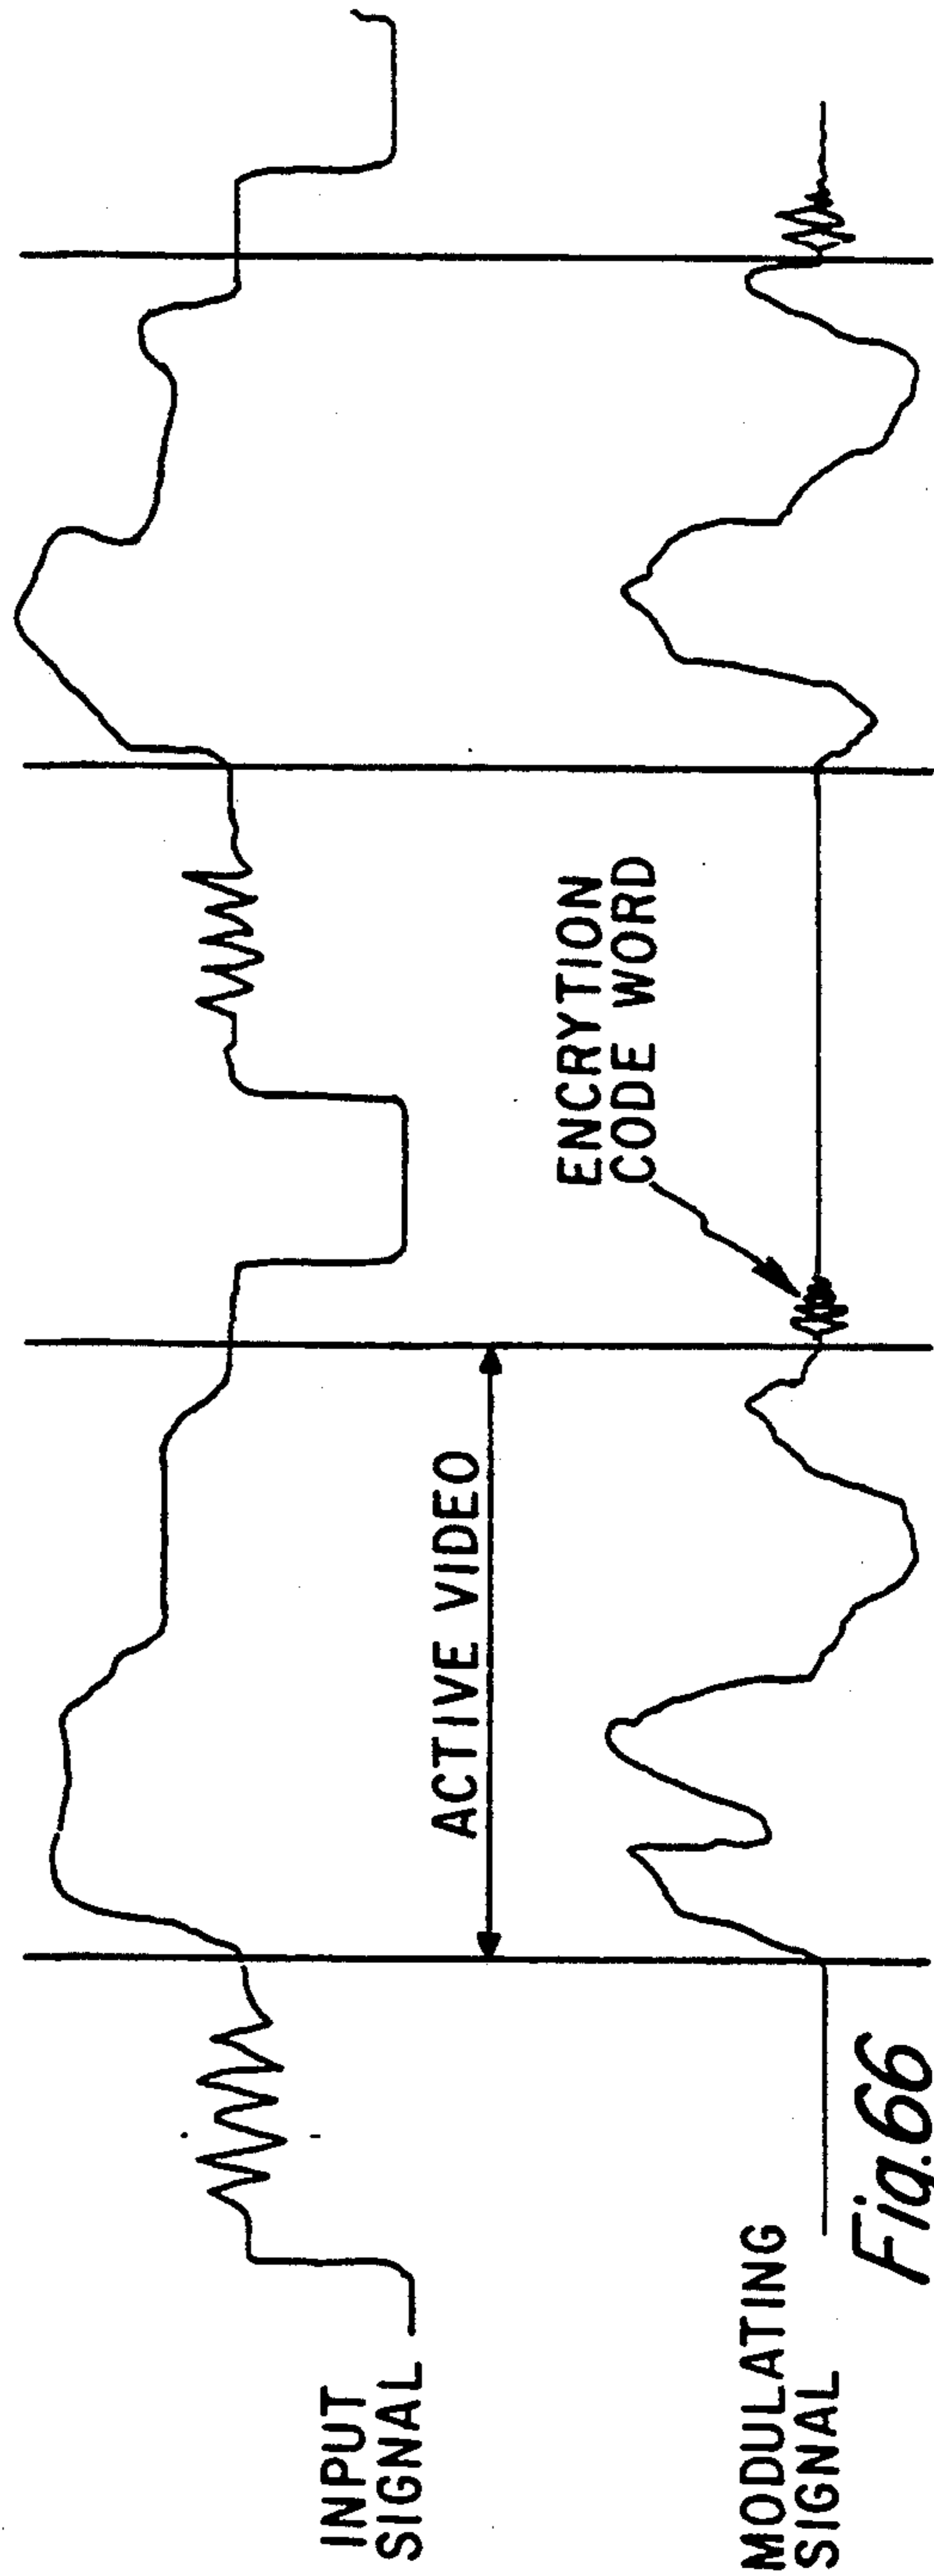 INPUT
SIGNAL
ACTIVE VIDEO
ENCRYTION
CODE WORD
MODULATING
SIGNAL
Fig. 66